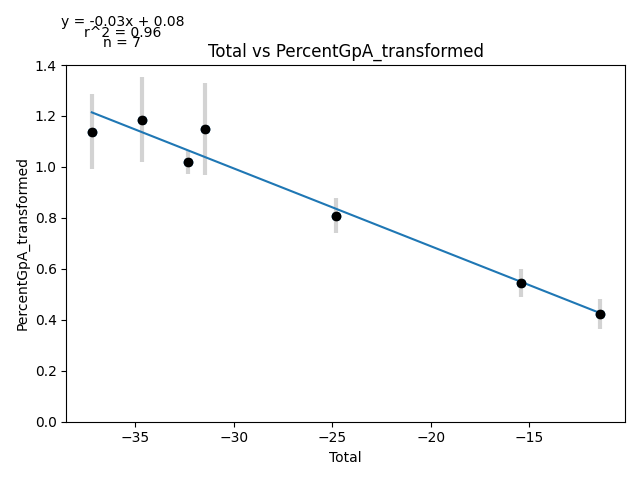 y = -0.03x + 0.08
r^2 = 0.96
n = 7
Total vs PercentGpA_transformed
PercentGpA_transformed
1.4
1.2
1.0
0.8
0.6
0.4
0.2
0.0
−35
−30
−25
−20
−15
Total